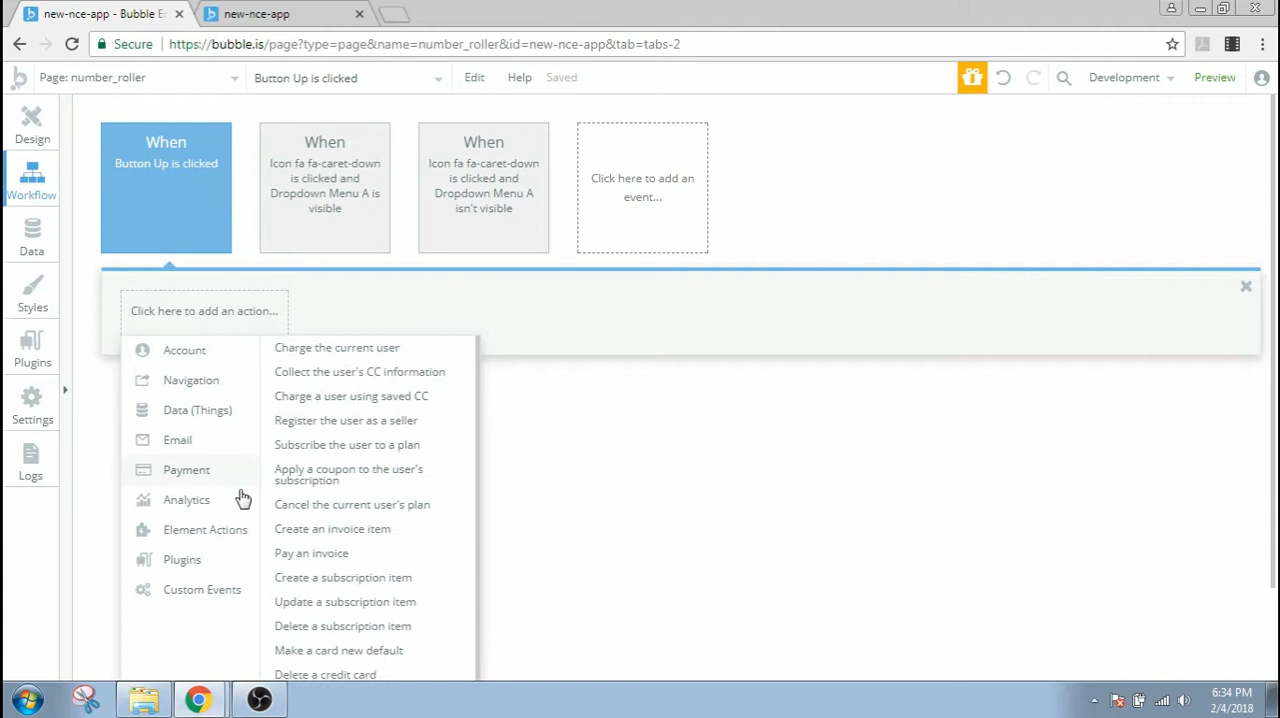 new-nce-app - Bubble E
new-nce-app
Secure
https://bubble.is/page?type=page&name=number_roller&id=new-nce-app&tab=tabs-2
Page: number_roller
Button Up is clicked
Edit
Help
Saved
Development
Preview
Design
Workflow
Data
Styles
Plugins
Settings
Logs
When
Button Up is clicked
When
Icon fa fa-caret-down
is clicked and
Dropdown Menu A is
visible
When
Icon fa fa-caret-down
is clicked and
Dropdown Menu A
isn't visible
Click here to add an
event...
Click here to add an action...
Account
Navigation
Data (Things)
Email
Payment
Analytics
Element Actions
Plugins
Custom Events
Charge the current user
Collect the user's CC information
Charge a user using saved CC
Register the user as a seller
Subscribe the user to a plan
Apply a coupon to the user's
subscription
Cancel the current user's plan
Create an invoice item
Pay an invoice
Create a subscription item
Update a subscription item
Delete a subscription item
Make a card new default
Delete a credit card
6:34 PM
2/4/2018